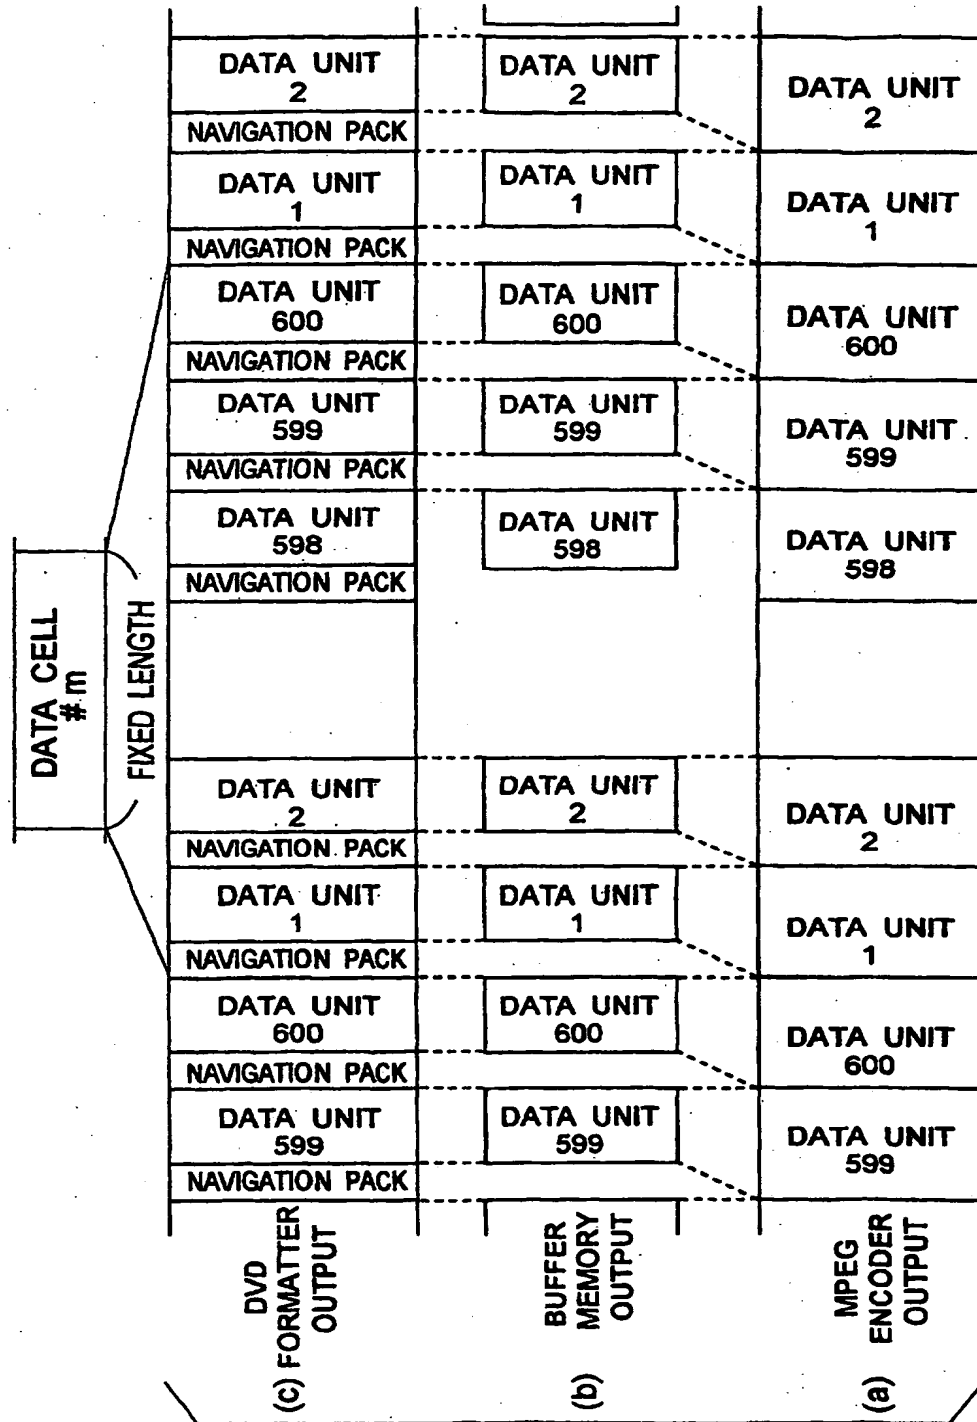 DATA CELL
#m
FIXED LENGTH
DATA UNIT
2
NAVIGATION PACK
DATA UNIT
1
NAVIGATION PACK
DATA UNIT
600
NAVIGATION PACK
DATA UNIT
599
NAVIGATION PACK
DATA UNIT
598
NAVIGATION PACK
DATA UNIT
2
NAVIGATION PACK
DATA UNIT
1
NAVIGATION PACK
DATA UNIT
600
NAVIGATION PACK
DATA UNIT
599
NAVIGATION PACK
DVD
(c) FORMATTER
OUTPUT
DATA UNIT
2
DATA UNIT
1
DATA UNIT
600
DATA UNIT
599
DATA UNIT
598
DATA UNIT
2
DATA UNIT
1
DATA UNIT
600
DATA UNIT
599
BUFFER
(b) MEMORY
OUTPUT
DATA UNIT
2
DATA UNIT
1
DATA UNIT
600
DATA UNIT
599
DATA UNIT
598
DATA UNIT
2
DATA UNIT
1
DATA UNIT
600
DATA UNIT
599
MPEG
(a) ENCODER
OUTPUT